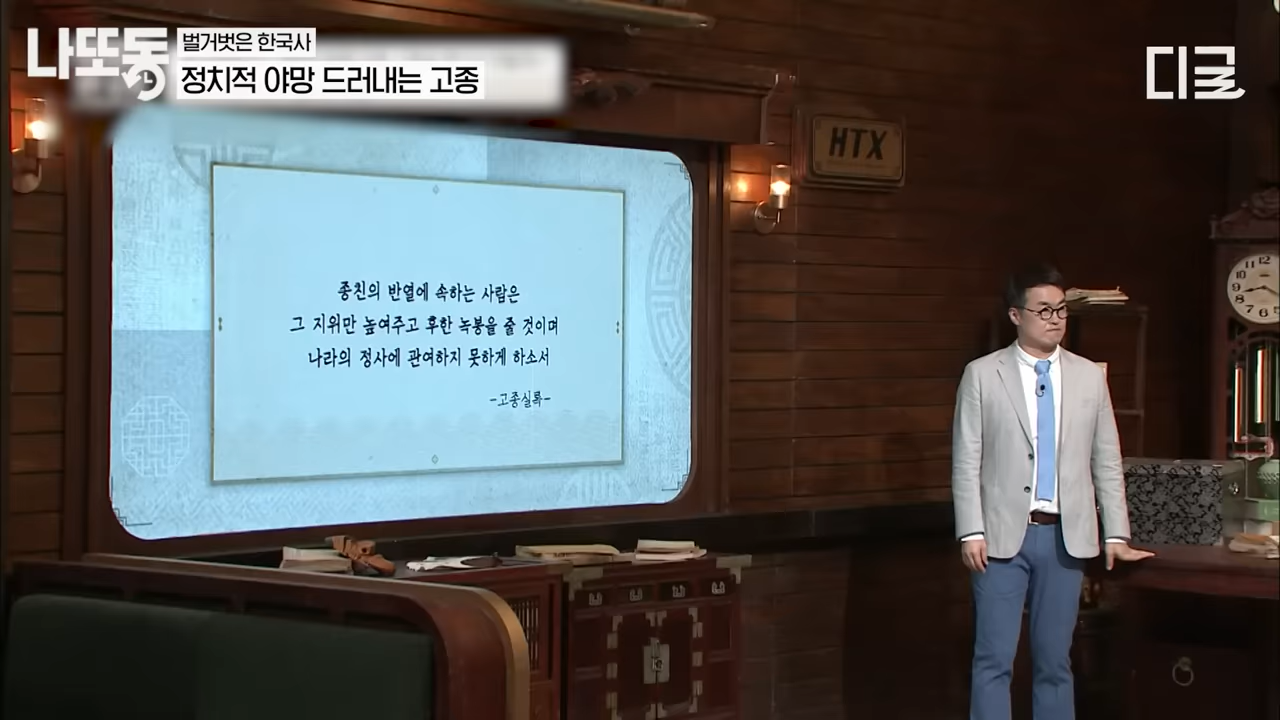 나또동
벌거벗은 한국사
정치적 야망 드러내는 고종
디글
HTX
종친의 반열에 속하는 사람은
그 지위만 높여주고 후한 녹봉을 줄 것이며
나라의 정사에 관여하지 못하게 하소서
-고종실록-